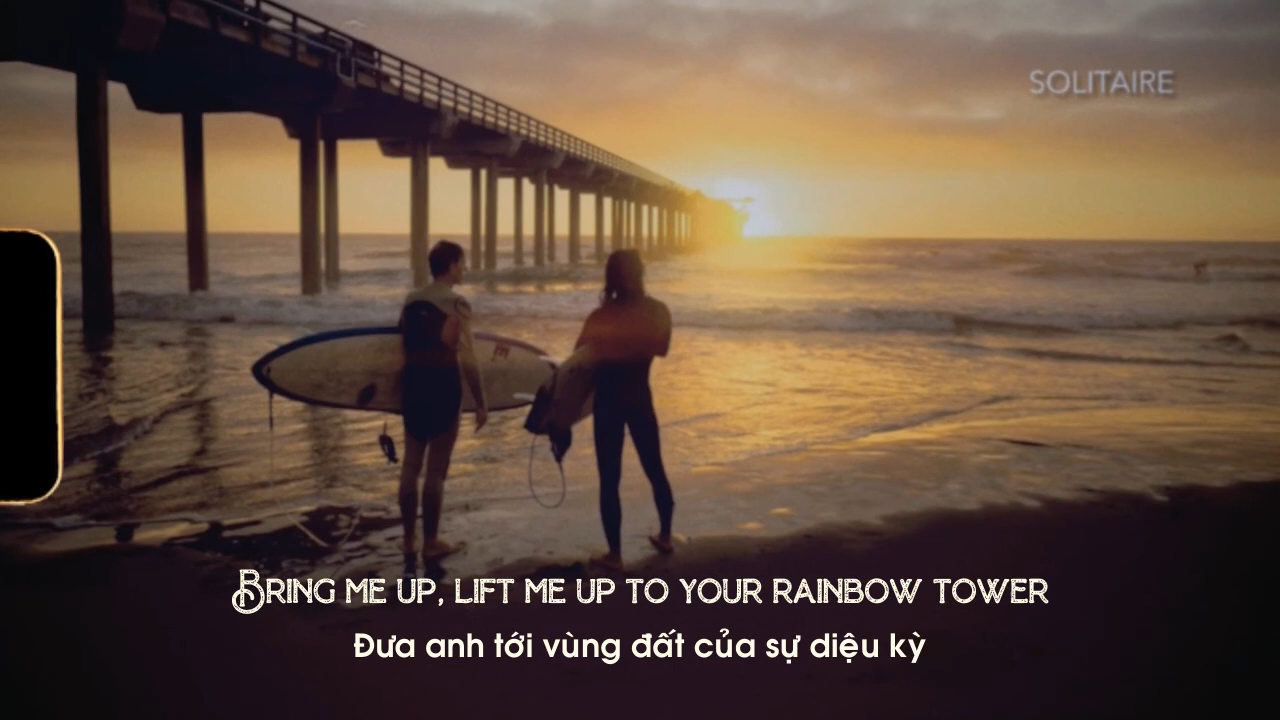 SOLITAIRE
BRING ME UP, LIFT ME UP TO YOUR RAINBOW TOWER
Đưa anh tới vùng đất của sự diệu kỳ